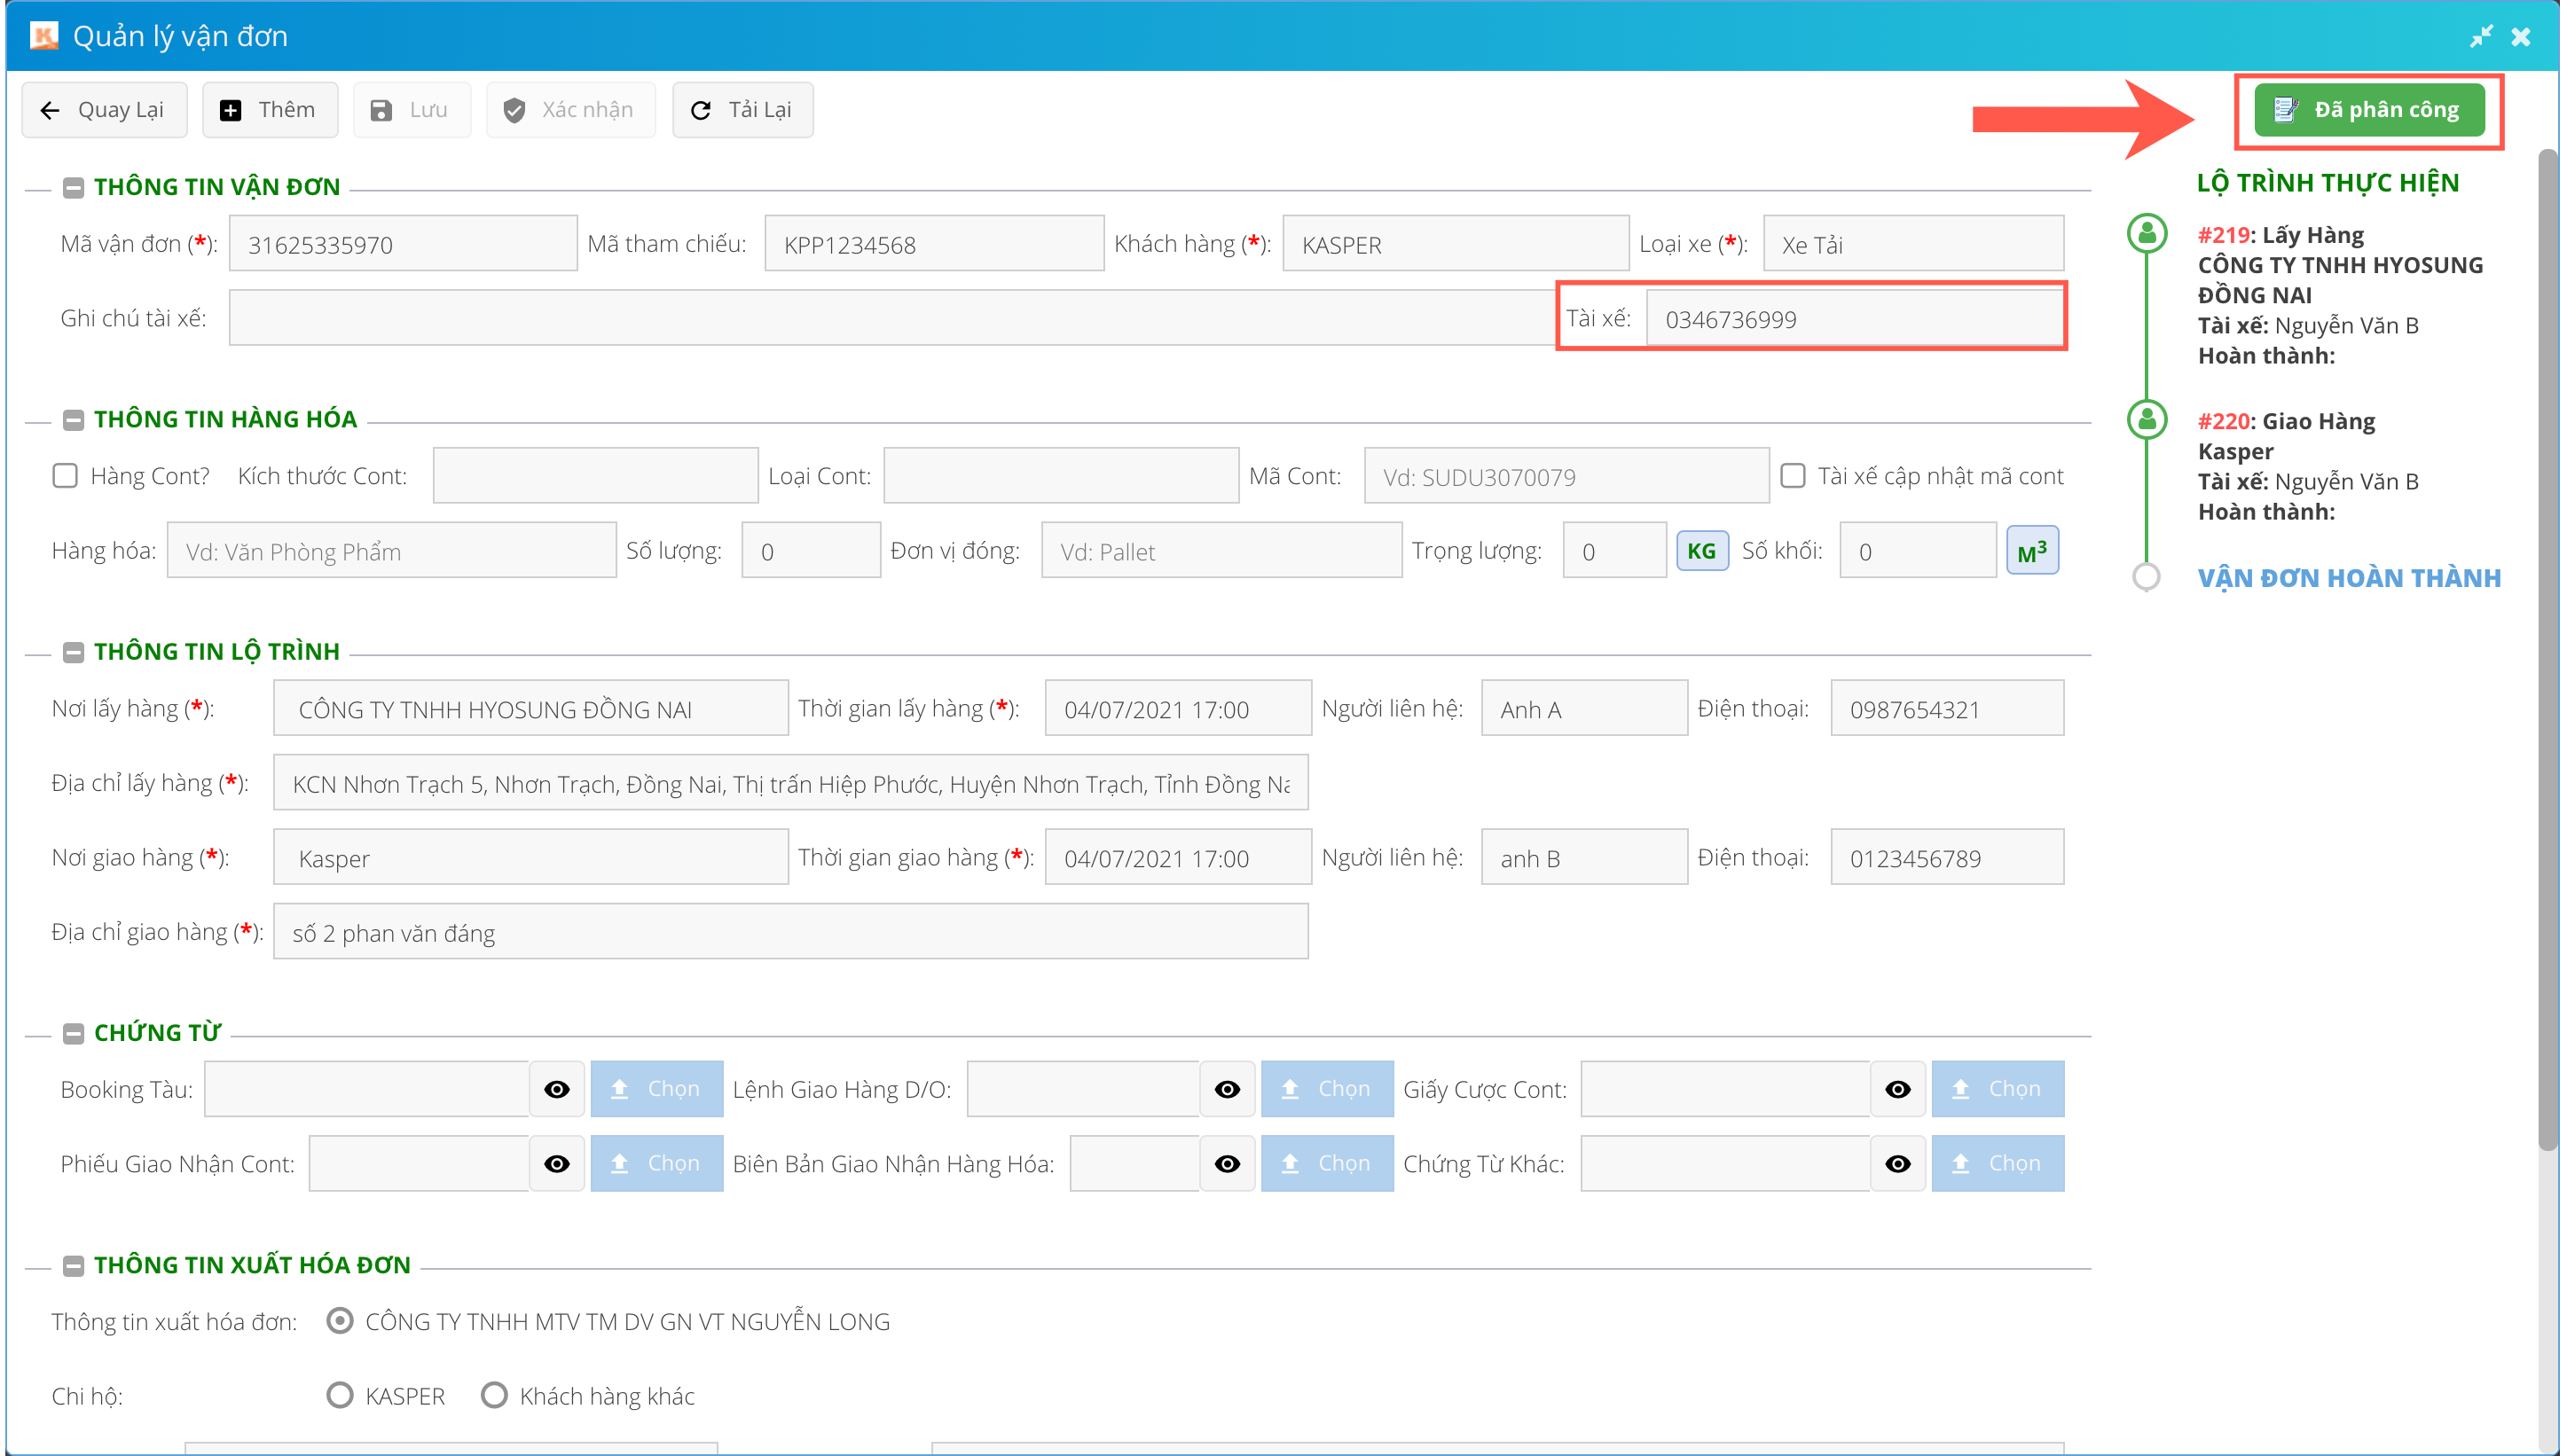 Quản lý vận đơn
Quay Lại Thêm Lưu Xác nhận Tải Lại Đã phân công
THÔNG TIN VẬN ĐƠN
Mã vận đơn (*): 31625335970 Mã tham chiếu: KPP1234568 Khách hàng (*): KASPER Loại xe (*): Xe Tải
Ghi chú tài xế: Tài xế: 0346736999
THÔNG TIN HÀNG HÓA
Hàng Cont? Kích thước Cont: Loại Cont: Mã Cont: Vd: SUDU3070079 Tài xế cập nhật mã cont
Hàng hóa: Vd: Văn Phòng Phẩm Số lượng: 0 Đơn vị đóng: Vd: Pallet Trọng lượng: 0 KG Số khối: 0 M³
THÔNG TIN LỘ TRÌNH
Nơi lấy hàng (*): CÔNG TY TNHH HYOSUNG ĐỒNG NAI Thời gian lấy hàng (*): 04/07/2021 17:00 Người liên hệ: Anh A Điện thoại: 0987654321
Địa chỉ lấy hàng (*): KCN Nhơn Trạch 5, Nhơn Trạch, Đồng Nai, Thị trấn Hiệp Phước, Huyện Nhơn Trạch, Tỉnh Đồng Na
Nơi giao hàng (*): Kasper Thời gian giao hàng (*): 04/07/2021 17:00 Người liên hệ: anh B Điện thoại: 0123456789
Địa chỉ giao hàng (*): số 2 phan văn đáng
CHỨNG TỪ
Booking Tàu: Chọn Lệnh Giao Hàng D/O: Chọn Giấy Cược Cont: Chọn
Phiếu Giao Nhận Cont: Chọn Biên Bản Giao Nhận Hàng Hóa: Chọn Chứng Từ Khác: Chọn
THÔNG TIN XUẤT HÓA ĐƠN
Thông tin xuất hóa đơn: CÔNG TY TNHH MTV TM DV GN VT NGUYỄN LONG
Chi hộ: KASPER Khách hàng khác
LỘ TRÌNH THỰC HIỆN
#219: Lấy Hàng
CÔNG TY TNHH HYOSUNG
ĐỒNG NAI
Tài xế: Nguyễn Văn B
Hoàn thành:
#220: Giao Hàng
Kasper
Tài xế: Nguyễn Văn B
Hoàn thành:
VẬN ĐƠN HOÀN THÀNH